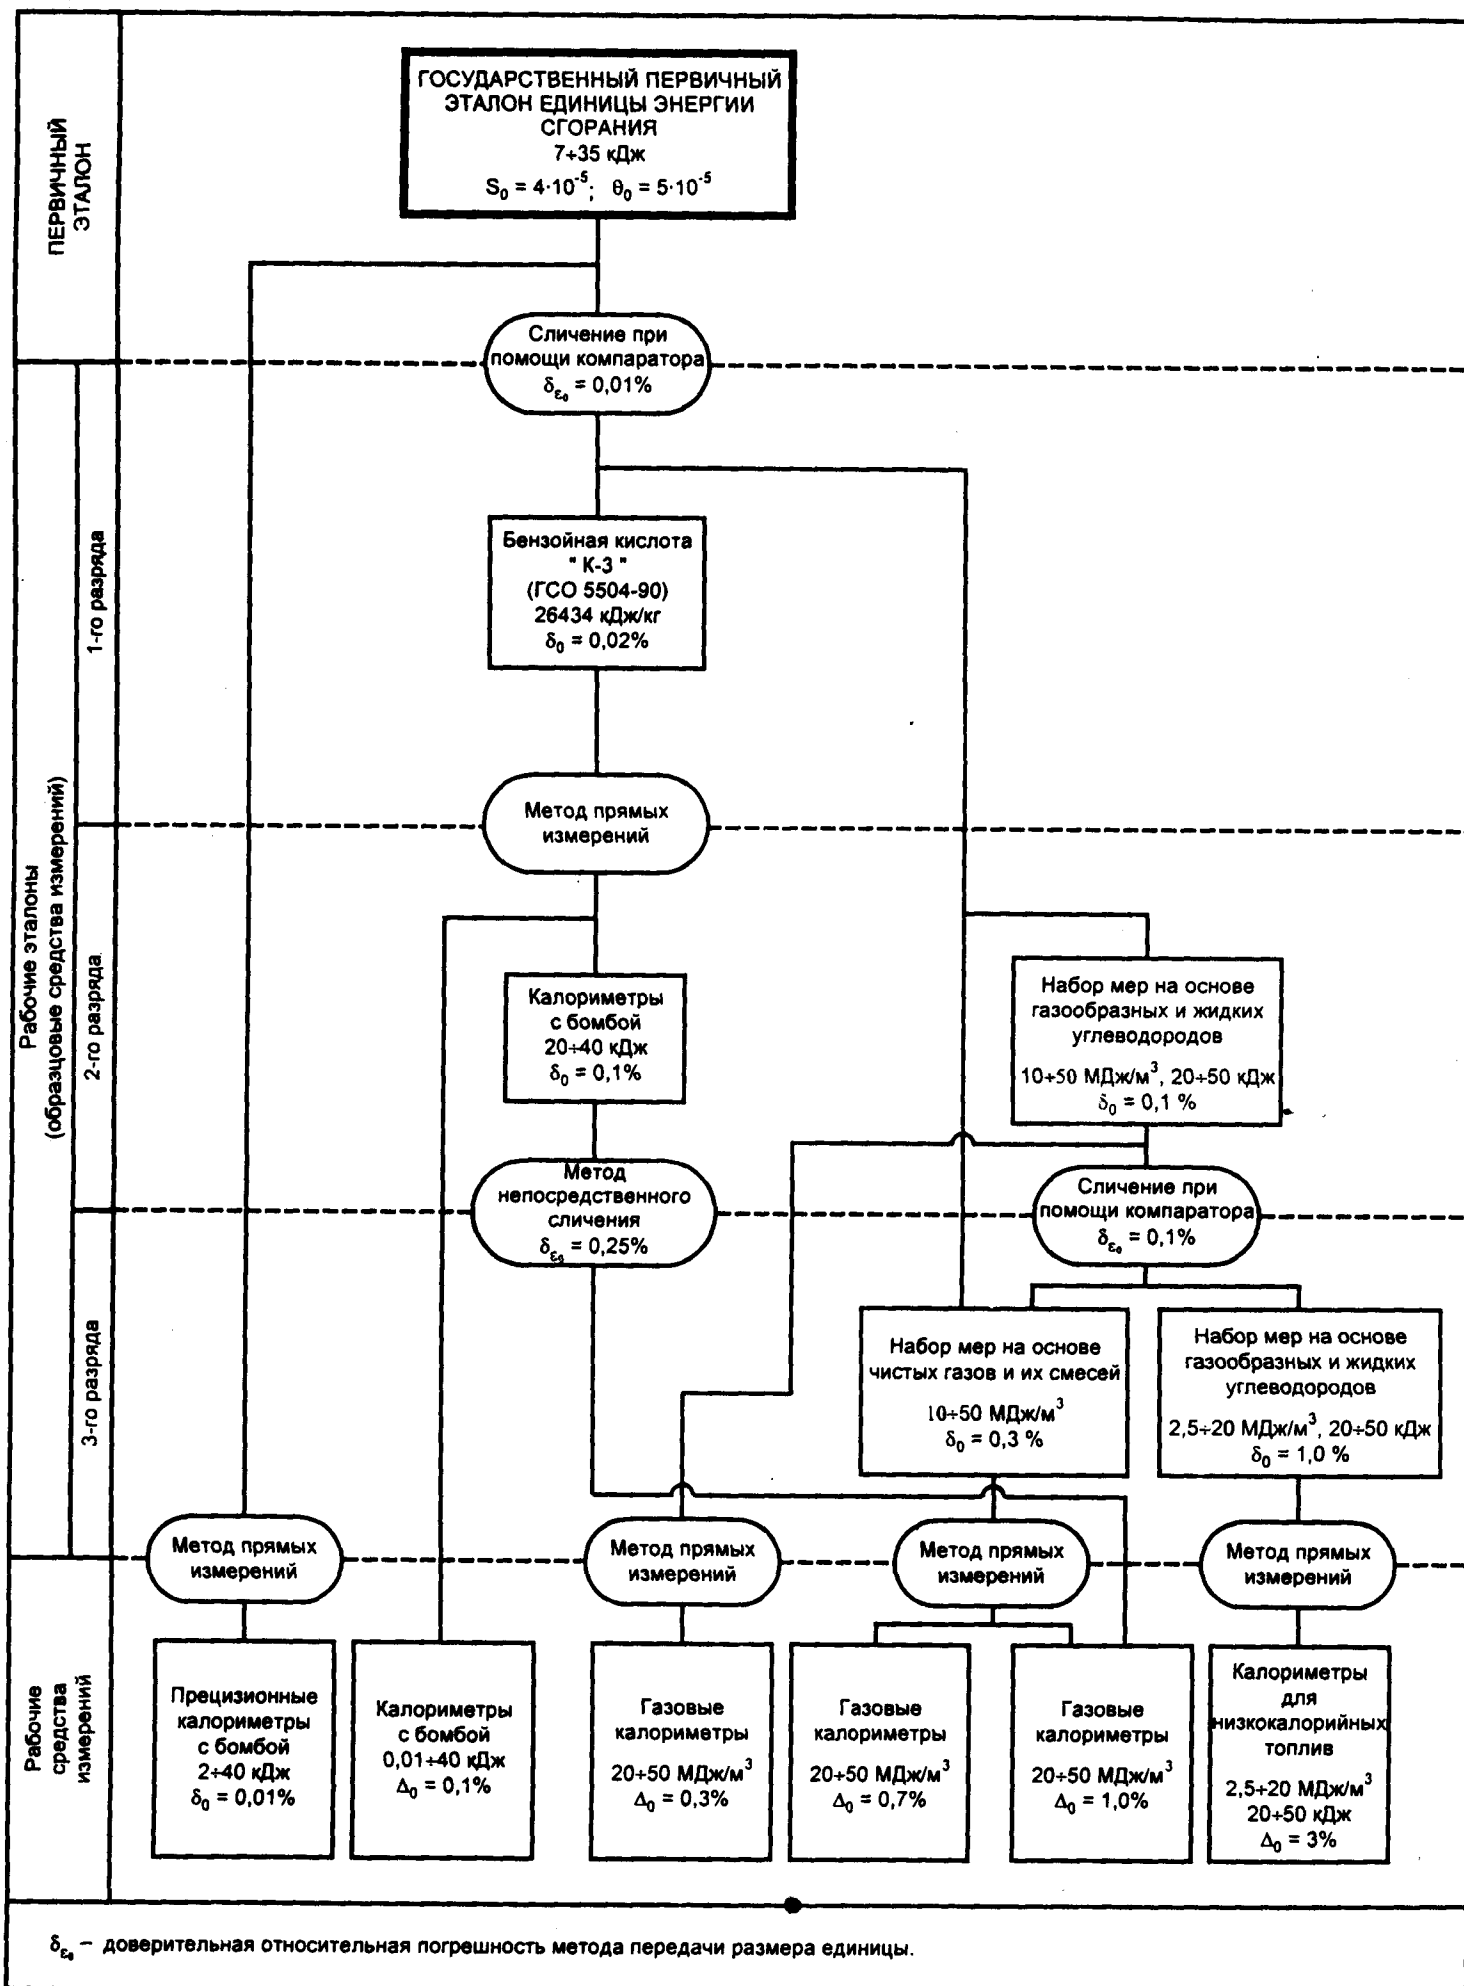 ПЕРВИЧНЫЙ
ЭТАЛОН
ГОСУДАРСТВЕННЫЙ ПЕРВИЧНЫЙ
ЭТАЛОН ЕДИНИЦЫ ЭНЕРГИИ
СГОРАНИЯ
7÷35 кДж
S₀ = 4·10⁻⁵; θ₀ = 5·10⁻⁵
Сличение при
помощи компаратора
δ_ε₀ = 0,01%
Рабочие эталоны
(образцовые средства измерений)
1-го разряда
Бензойная кислота
" К-3 "
(ГСО 5504-90)
26434 кДж/кг
δ₀ = 0,02%
Метод прямых
измерений
2-го разряда
Калориметры
с бомбой
20÷40 кДж
δ₀ = 0,1%
Набор мер на основе
газообразных и жидких
углеводородов
10÷50 МДж/м³, 20÷50 кДж
δ₀ = 0,1 %
Метод
непосредственного
сличения
δ_ε₀ = 0,25%
Сличение при
помощи компаратора
δ_ε₀ = 0,1%
3-го разряда
Набор мер на основе
чистых газов и их смесей
10÷50 МДж/м³
δ₀ = 0,3 %
Набор мер на основе
газообразных и жидких
углеводородов
2,5÷20 МДж/м³, 20÷50 кДж
δ₀ = 1,0 %
Метод прямых
измерений
Метод прямых
измерений
Метод прямых
измерений
Метод прямых
измерений
Рабочие
средства
измерений
Прецизионные
калориметры
с бомбой
2÷40 кДж
δ₀ = 0,01%
Калориметры
с бомбой
0,01÷40 кДж
Δ₀ = 0,1%
Газовые
калориметры
20÷50 МДж/м³
Δ₀ = 0,3%
Газовые
калориметры
20÷50 МДж/м³
Δ₀ = 0,7%
Газовые
калориметры
20÷50 МДж/м³
Δ₀ = 1,0%
Калориметры
для
низкокалорийных
топлив
2,5÷20 МДж/м³
20÷50 кДж
Δ₀ = 3%
δ_ε₀ – доверительная относительная погрешность метода передачи размера единицы.